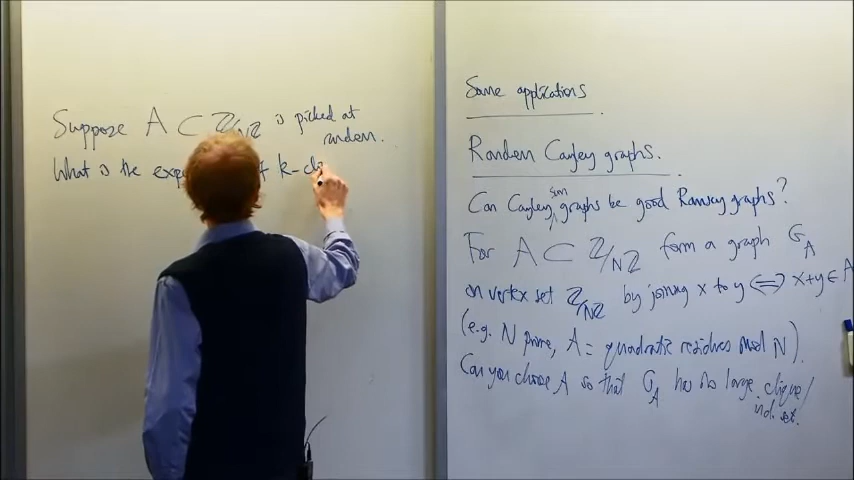 Suppose A ⊂ Z/NZ is picked at
random.
What is the exp k-cl
Some applications
Random Cayley graphs.
Can Cayley sum graphs be good Ramsey graphs?
For A ⊂ Z/NZ form a graph G_A
on vertex set Z/NZ by joining x to y ⟺ x+y ∈ A
(e.g. N prime, A = quadratic residues mod N).
Can you choose A so that G_A has no large clique/
ind. set.